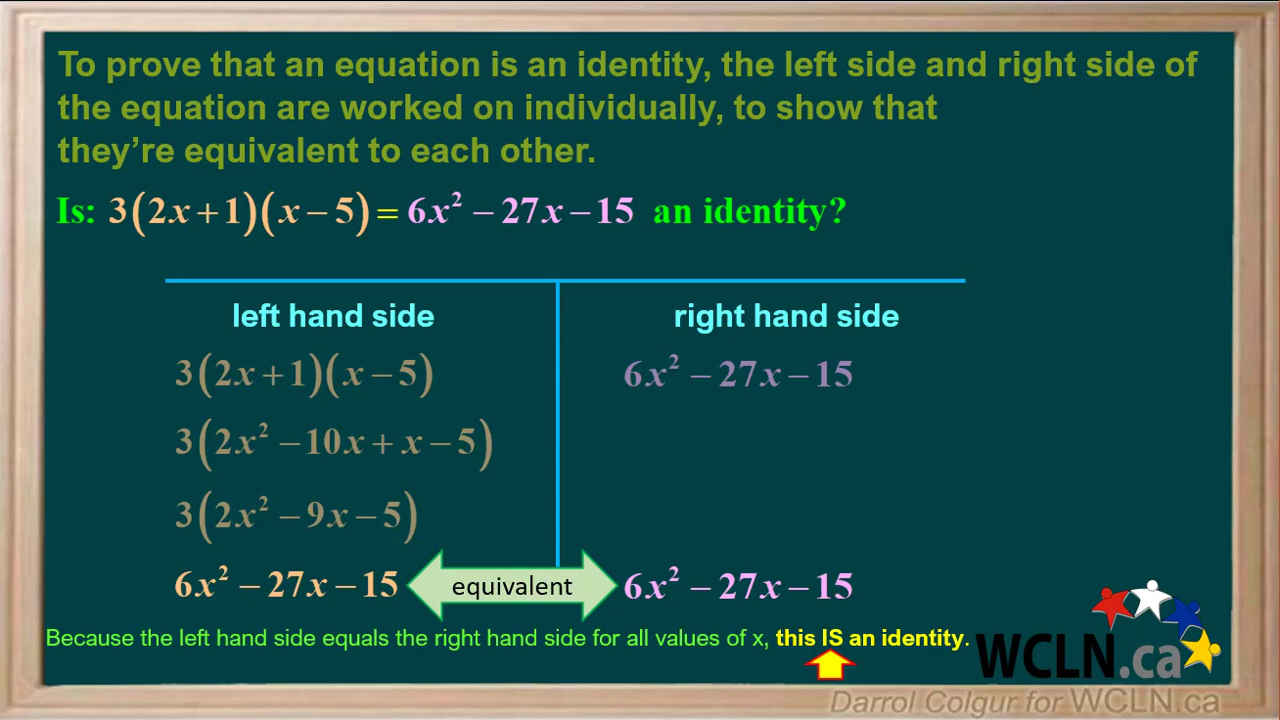 To prove that an equation is an identity, the left side and right side of
the equation are worked on individually, to show that
they're equivalent to each other.
Is: 3(2x+1)(x−5) = 6x² − 27x − 15 an identity?
left hand side right hand side
3(2x+1)(x−5) 6x² − 27x − 15
3(2x² − 10x + x − 5)
3(2x² − 9x − 5)
6x² − 27x − 15 equivalent 6x² − 27x − 15
Because the left hand side equals the right hand side for all values of x, this IS an identity.
WCLN.ca
Darrol Colgur for WCLN.ca